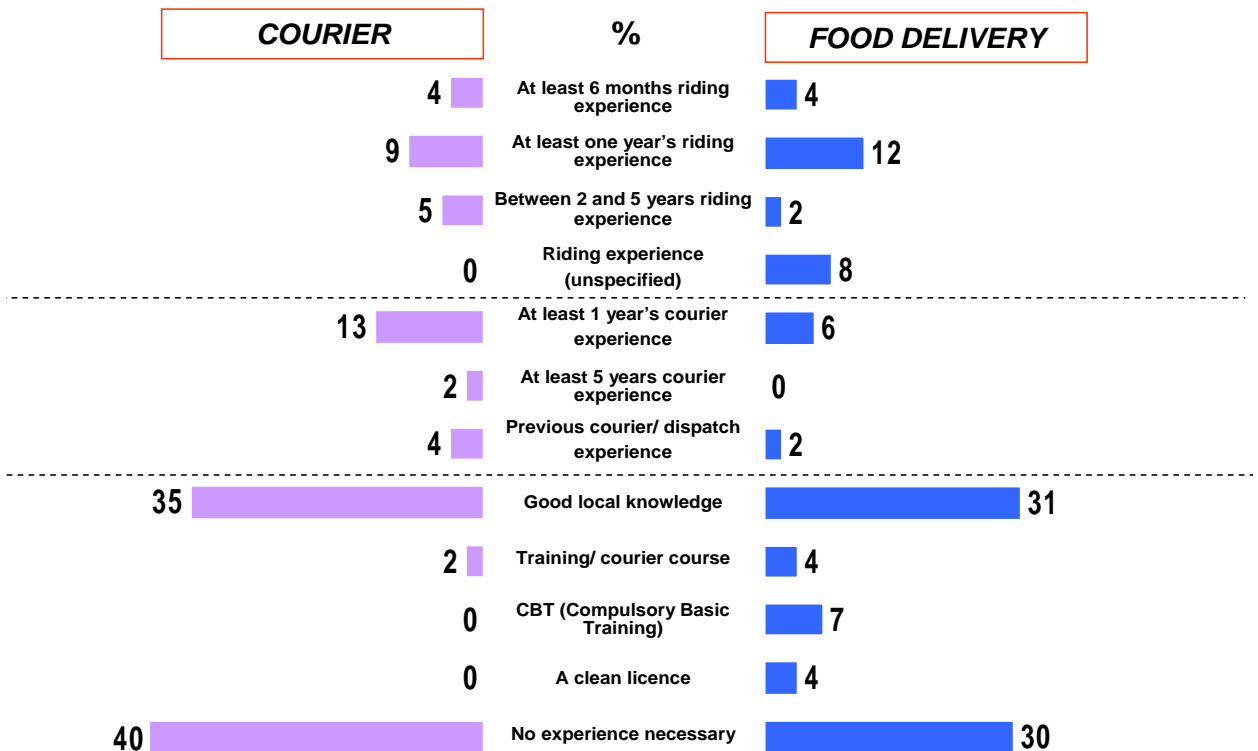 COURIER % FOOD DELIVERY
4 At least 6 months riding 4
experience
9 At least one year’s riding 12
experience
5 Between 2 and 5 years riding 2
experience
0 Riding experience 8
(unspecified)
13 At least 1 year’s courier 6
experience
2 At least 5 years courier 0
experience
4 Previous courier/ dispatch 2
experience
35 Good local knowledge 31
2 Training/ courier course 4
0 CBT (Compulsory Basic 7
Training)
0 A clean licence 4
40 No experience necessary 30